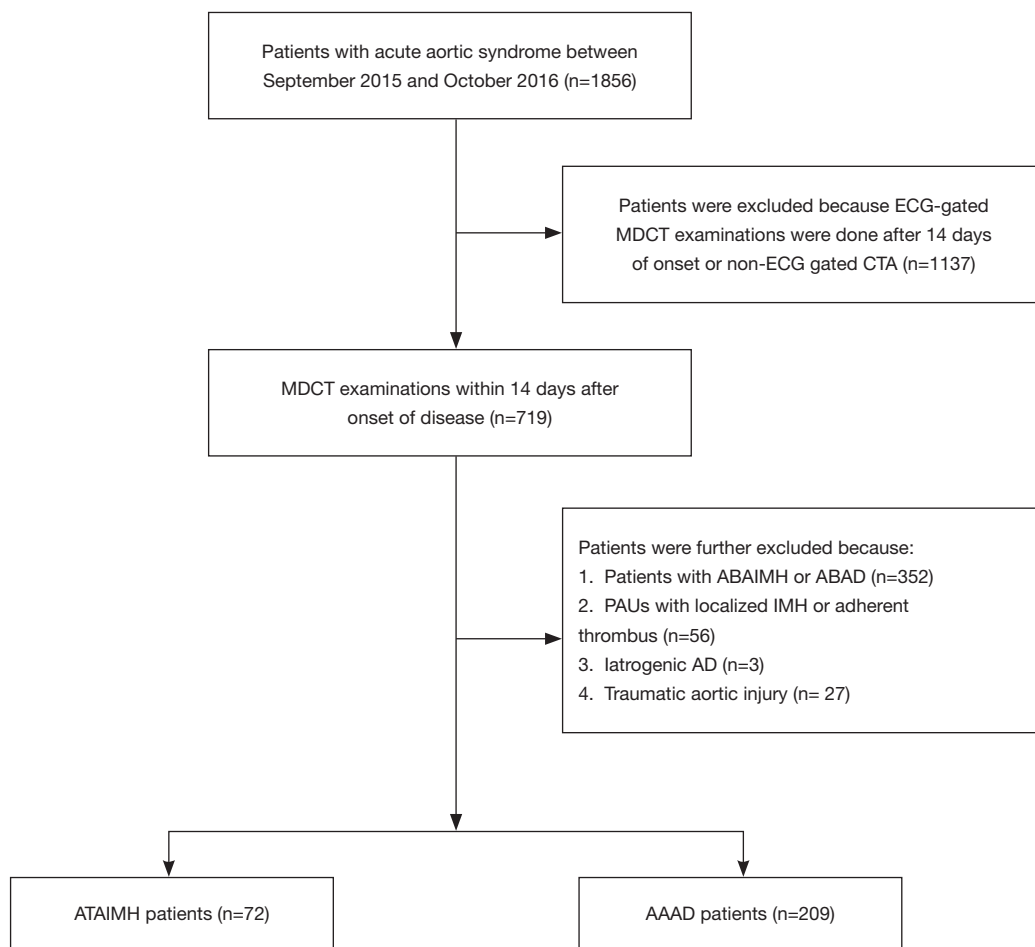 Patients with acute aortic syndrome between
September 2015 and October 2016 (n=1856)
Patients were excluded because ECG-gated
MDCT examinations were done after 14 days
of onset or non-ECG gated CTA (n=1137)
MDCT examinations within 14 days after
onset of disease (n=719)
Patients were further excluded because:
1. Patients with ABAIMH or ABAD (n=352)
2. PAUs with localized IMH or adherent
thrombus (n=56)
3. Iatrogenic AD (n=3)
4. Traumatic aortic injury (n= 27)
ATAIMH patients (n=72)
AAAD patients (n=209)